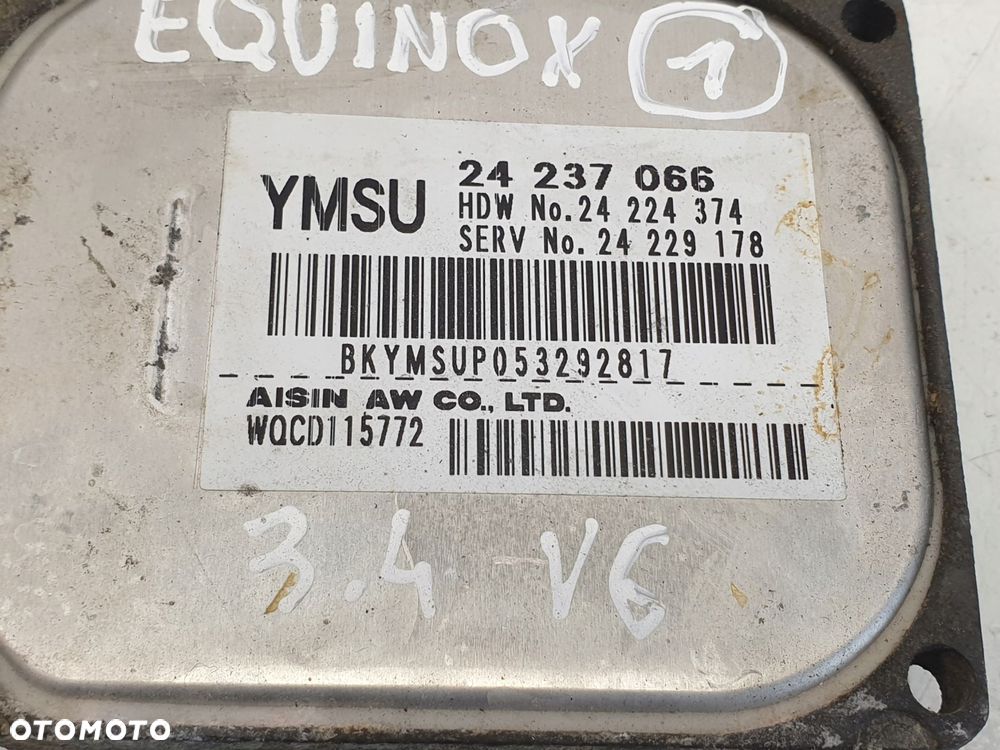 EQUINOX 1
YMSU
24 237 066
HDW No.24 224 374
SERV No.24 229 178
BKYMSUP053292817
AISIN AW CO., LTD.
WQCD115772
3.4 V6
OTOMOTO